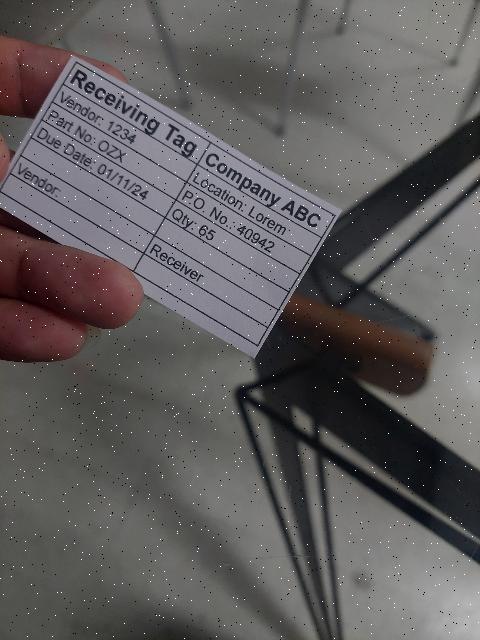 Receiving Tag Company ABC
Vendor: 1234 Location: Lorem
Part No: OZX P.O. No.: 40942
Due Date: 01/11/24 Qty: 65
Vendor: Receiver